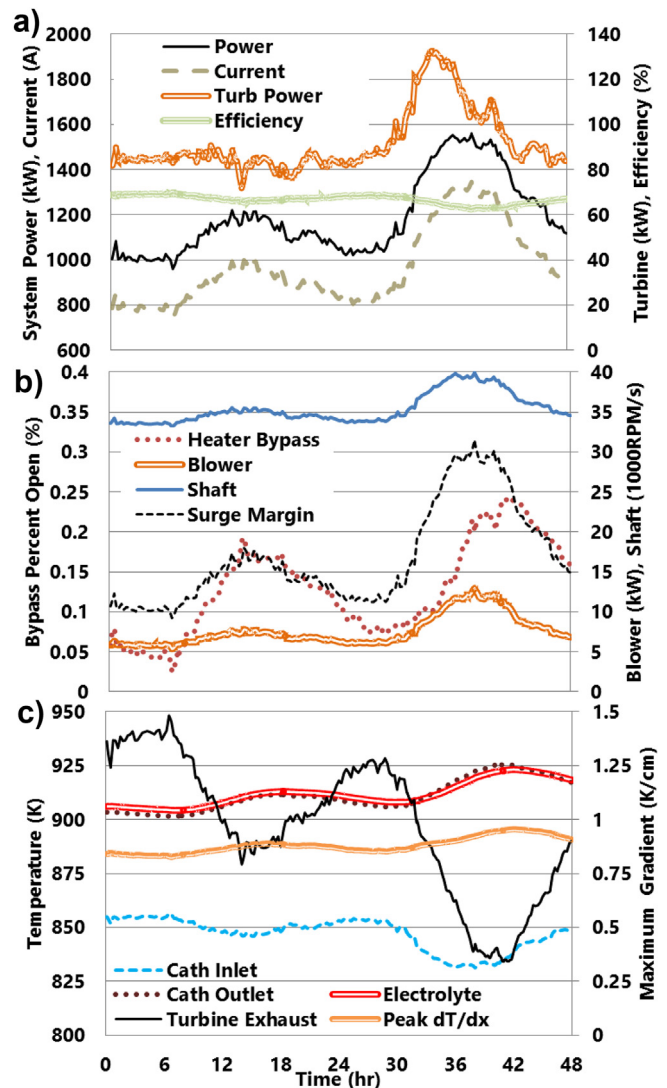 a)
2000
1800
1600
1400
1200
1000
800
600
System Power (kW), Current (A)
Power
Current
Turb Power
Efficiency
140
120
100
80
60
40
20
0
Turbine (kW), Efficiency (%)
b)
0.4
0.35
0.3
0.25
0.2
0.15
0.1
0.05
0
Bypass Percent Open (%)
Heater Bypass
Blower
Shaft
Surge Margin
40
35
30
25
20
15
10
5
0
Blower (kW), Shaft (1000RPM/s)
c)
950
925
900
875
850
825
800
Temperature (K)
Cath Inlet
Cath Outlet
Electrolyte
Turbine Exhaust
Peak dT/dx
1.5
1.25
1
0.75
0.5
0.25
0
Maximum Gradient (K/cm)
0 6 12 18 24 30 36 42 48
Time (hr)